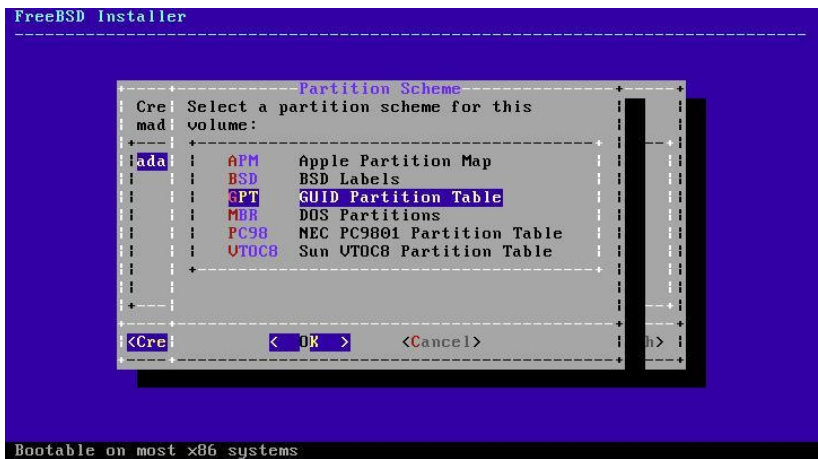 FreeBSD Installer
Partition Scheme
Cre Select a partition scheme for this
mad volume:
ada APM Apple Partition Map
BSD BSD Labels
GPT GUID Partition Table
MBR DOS Partitions
PC98 NEC PC9801 Partition Table
VTOC8 Sun VTOC8 Partition Table
<Cre < OK > <Cancel> h>
Bootable on most x86 systems